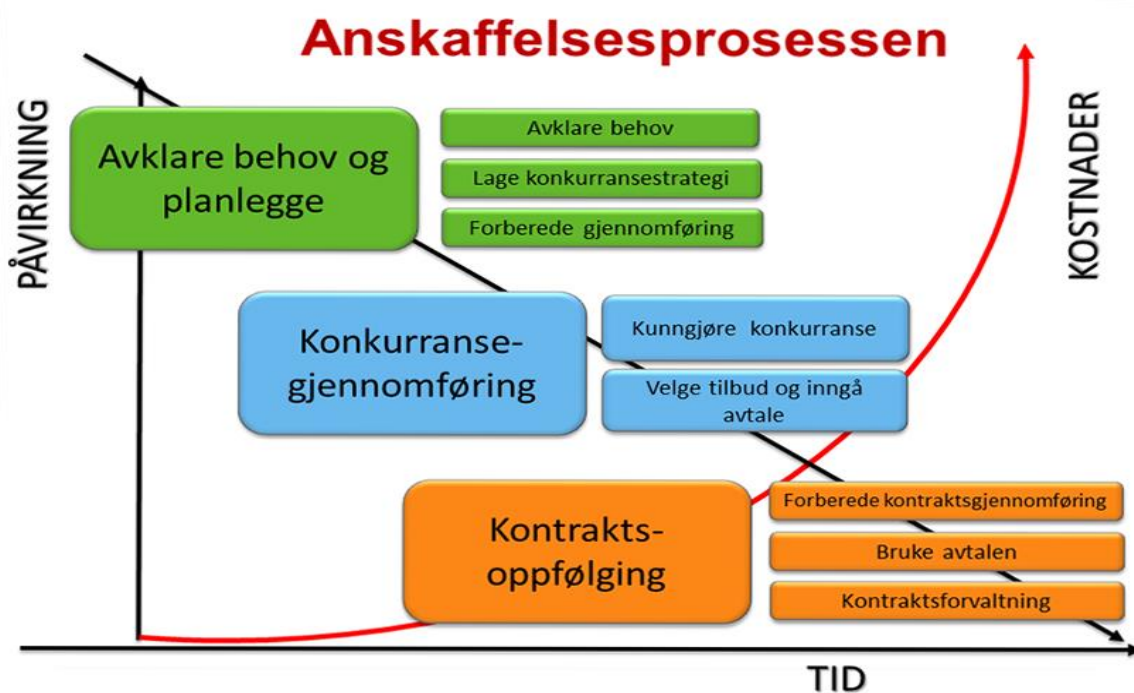 Anskaffelsesprosessen
PÅVIRKNING
KOSTNADER
Avklare behov og
planlegge
Avklare behov
Lage konkurransestrategi
Forberede gjennomføring
Konkurranse-
gjennomføring
Kunngjøre konkurranse
Velge tilbud og inngå
avtale
Kontrakts-
oppfølging
Forberede kontraktsgjennomføring
Bruke avtalen
Kontraktsforvaltning
TID